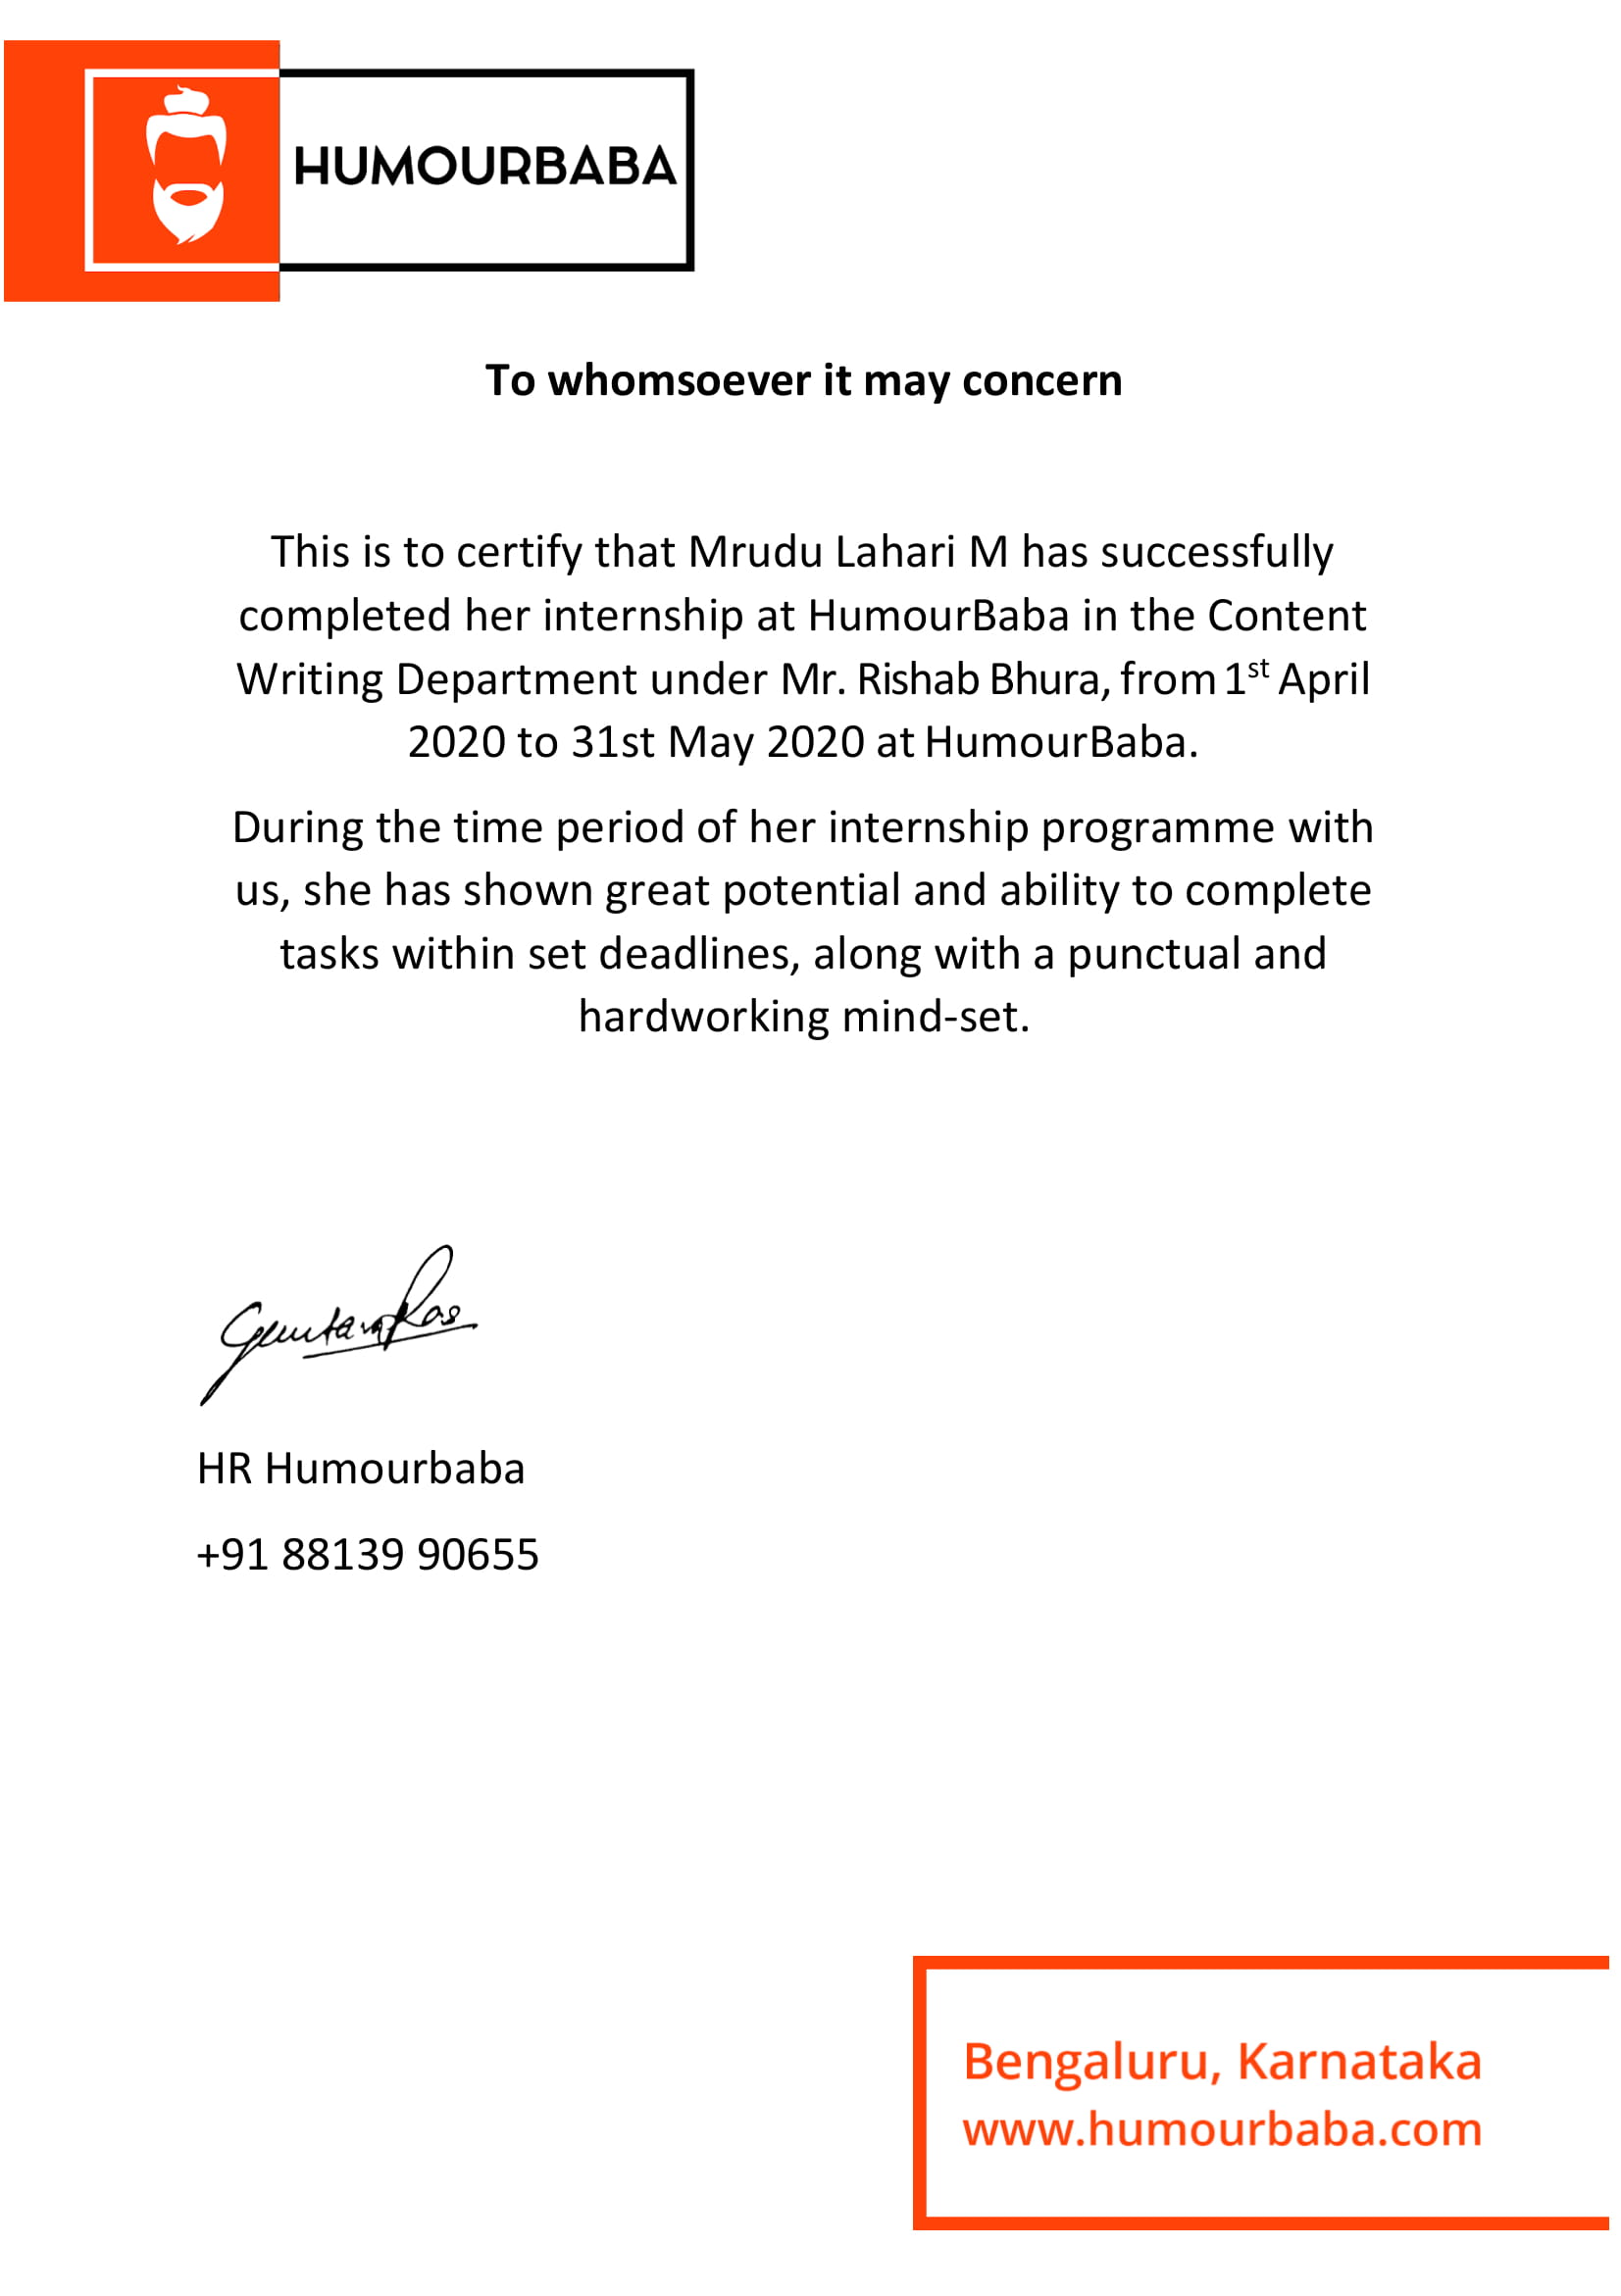 HUMOURBABA
To whomsoever it may concern
This is to certify that Mrudu Lahari M has successfully
completed her internship at HumourBaba in the Content
Writing Department under Mr. Rishab Bhura, from 1st April
2020 to 31st May 2020 at HumourBaba.
During the time period of her internship programme with
us, she has shown great potential and ability to complete
tasks within set deadlines, along with a punctual and
hardworking mind-set.
HR Humourbaba
+91 88139 90655
Bengaluru, Karnataka
www.humourbaba.com